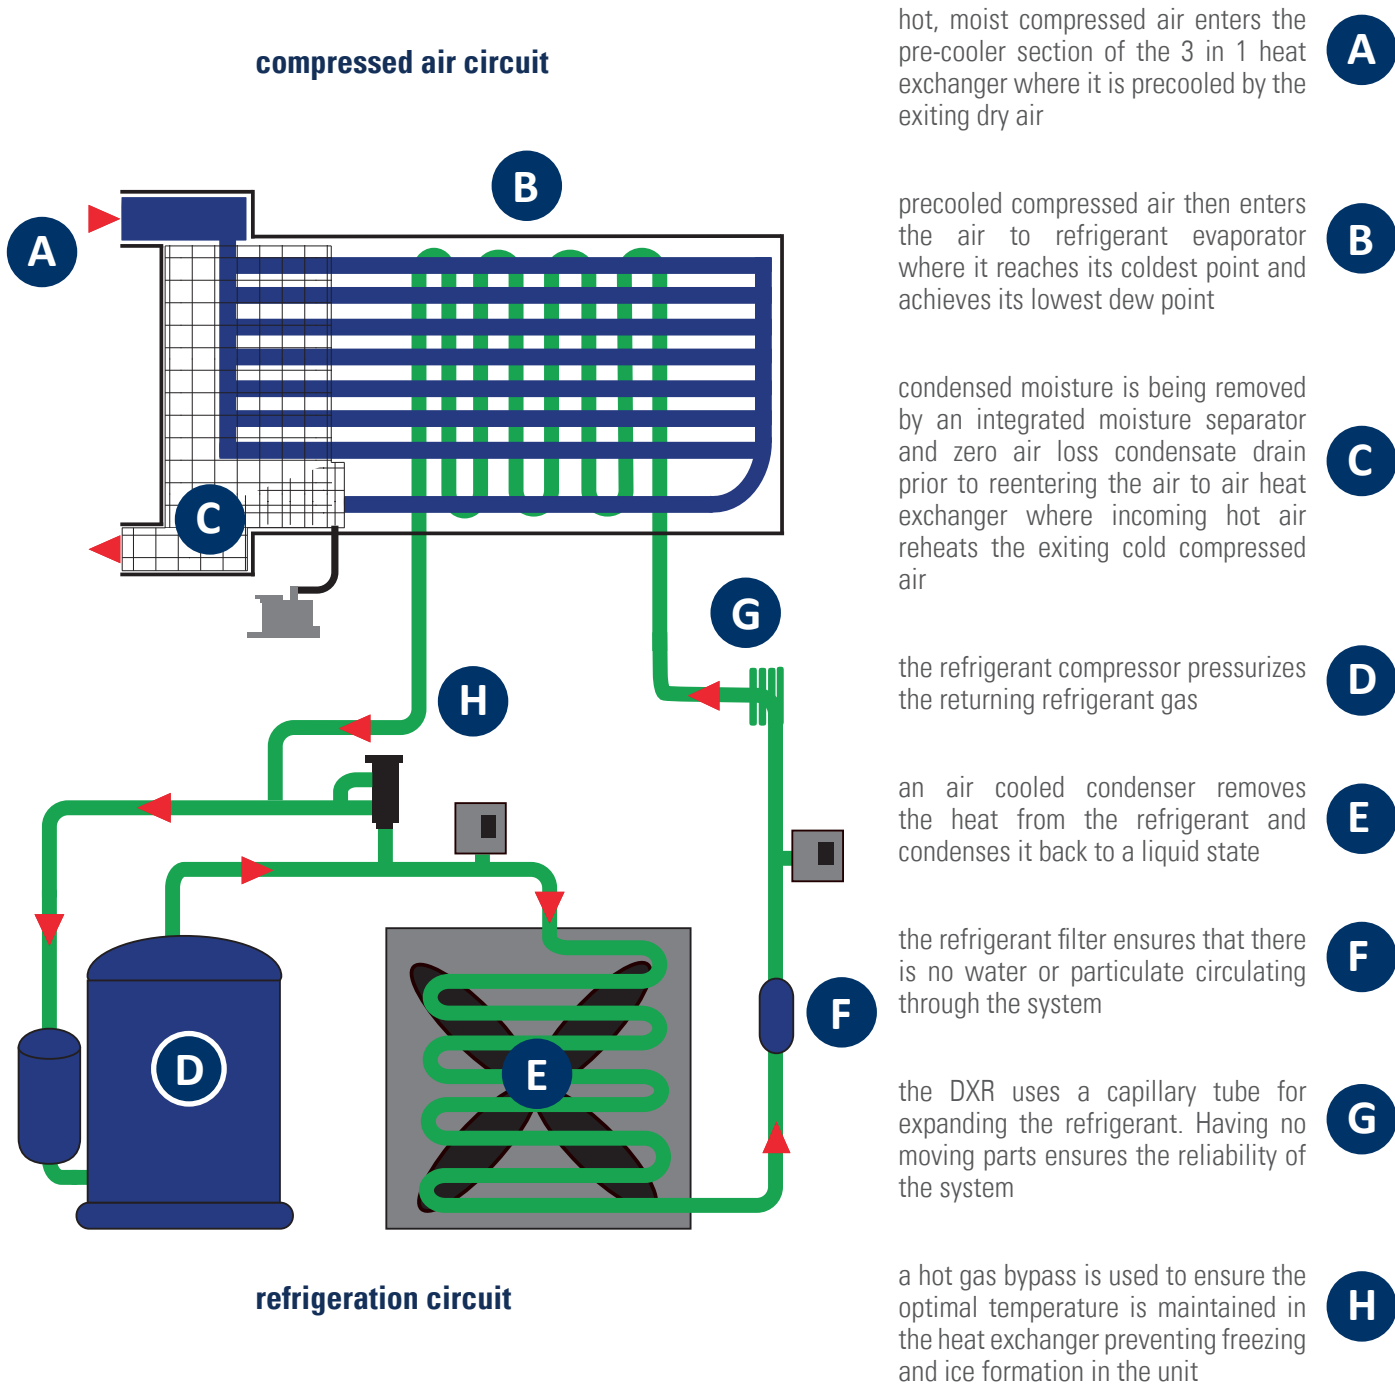 compressed air circuit
A
B
C
G
H
D
E
F
refrigeration circuit
hot, moist compressed air enters the
pre-cooler section of the 3 in 1 heat
exchanger where it is precooled by the
exiting dry air
A
precooled compressed air then enters
the air to refrigerant evaporator
where it reaches its coldest point and
achieves its lowest dew point
B
condensed moisture is being removed
by an integrated moisture separator
and zero air loss condensate drain
prior to reentering the air to air heat
exchanger where incoming hot air
reheats the exiting cold compressed
air
C
the refrigerant compressor pressurizes
the returning refrigerant gas
D
an air cooled condenser removes
the heat from the refrigerant and
condenses it back to a liquid state
E
the refrigerant filter ensures that there
is no water or particulate circulating
through the system
F
the DXR uses a capillary tube for
expanding the refrigerant. Having no
moving parts ensures the reliability of
the system
G
a hot gas bypass is used to ensure the
optimal temperature is maintained in
the heat exchanger preventing freezing
and ice formation in the unit
H